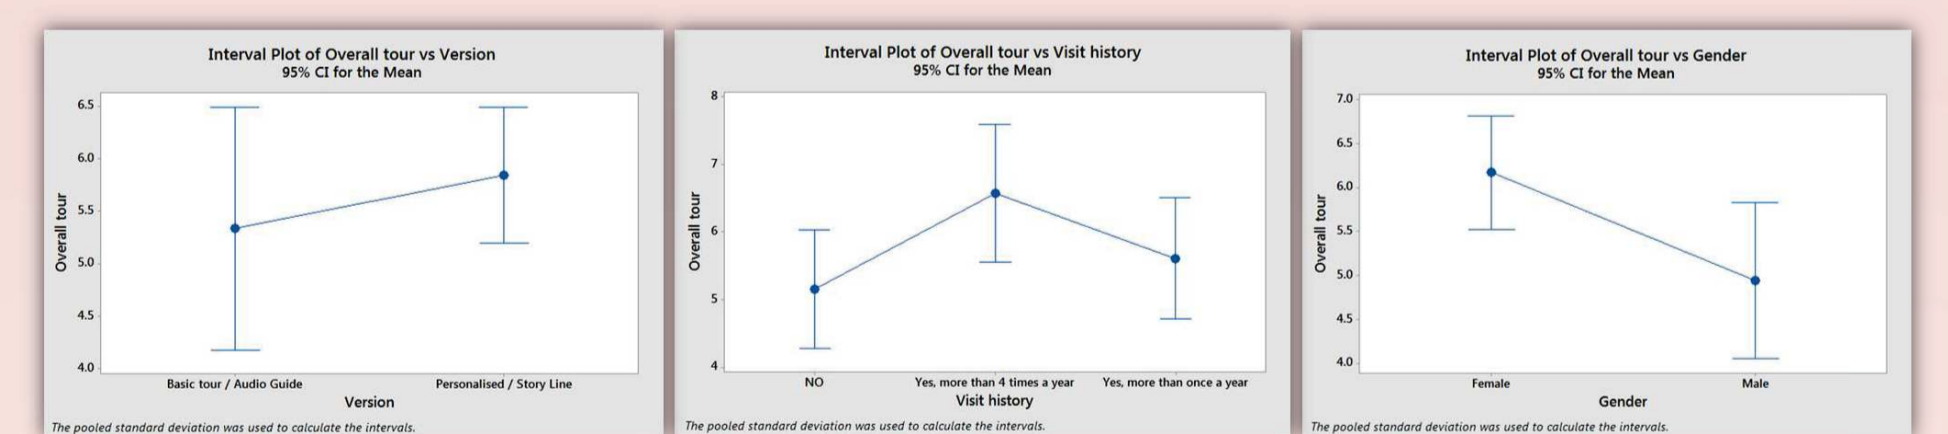 Interval Plot of Overall tour vs Version
95% CI for the Mean
6.5
6.0
5.5
5.0
4.5
4.0
Overall tour
Basic tour / Audio Guide
Personalised / Story Line
Version
The pooled standard deviation was used to calculate the intervals.
Interval Plot of Overall tour vs Visit history
95% CI for the Mean
8
7
6
5
4
Overall tour
NO
Yes, more than 4 times a year
Yes, more than once a year
Visit history
The pooled standard deviation was used to calculate the intervals.
Interval Plot of Overall tour vs Gender
95% CI for the Mean
7.0
6.5
6.0
5.5
5.0
4.5
4.0
Overall tour
Female
Male
Gender
The pooled standard deviation was used to calculate the intervals.